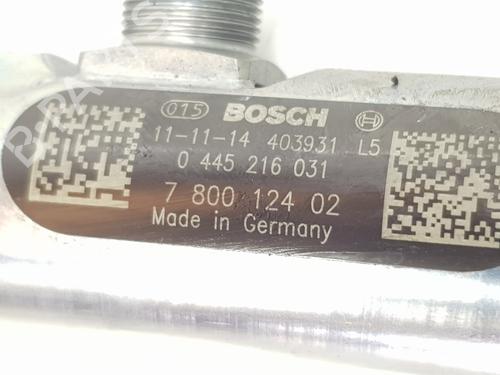 015 BOSCH
11-11-14 403931 L5
0 445 216 031
7 800 124 02
Made in Germany